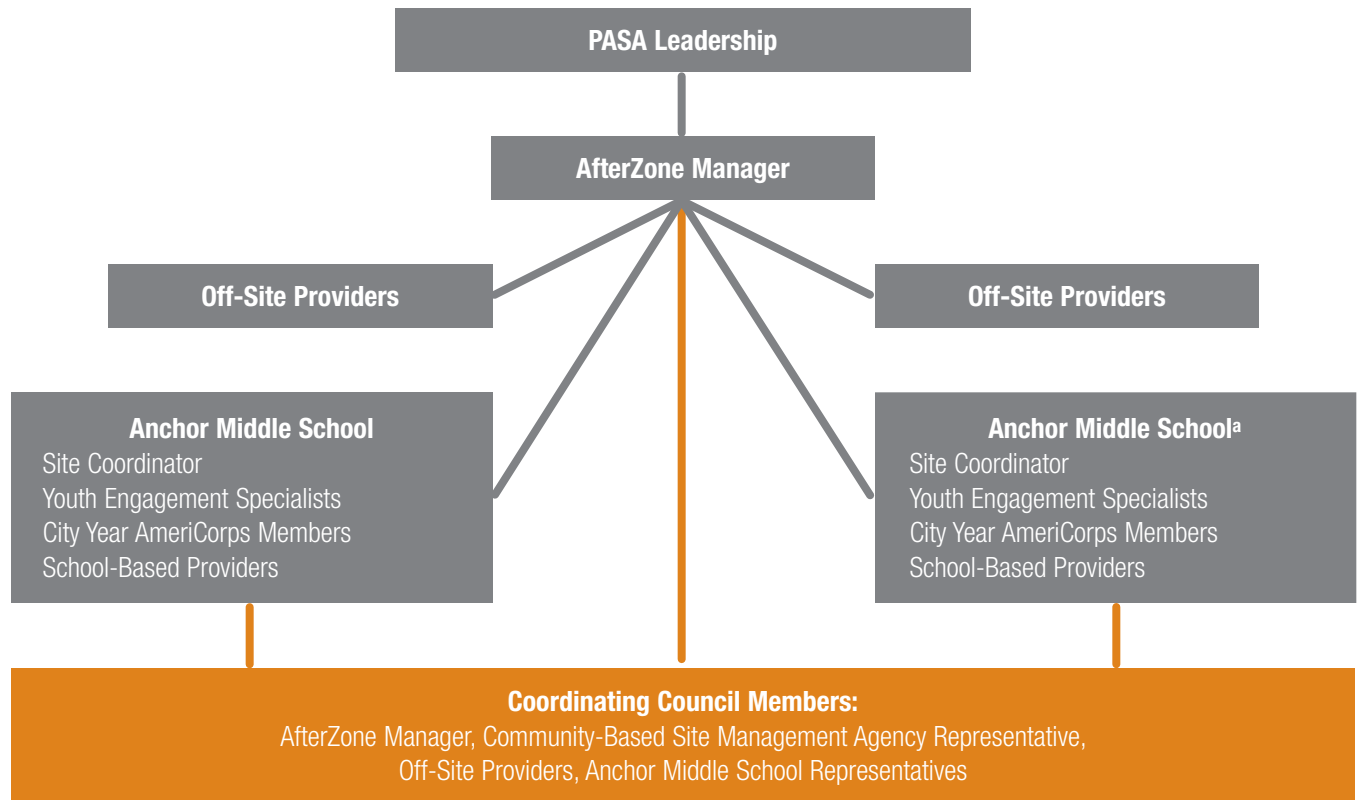 PASA Leadership
AfterZone Manager
Off-Site Providers
Off-Site Providers
Anchor Middle School
Site Coordinator
Youth Engagement Specialists
City Year AmeriCorps Members
School-Based Providers
Anchor Middle Schoolᵃ
Site Coordinator
Youth Engagement Specialists
City Year AmeriCorps Members
School-Based Providers
Coordinating Council Members:
AfterZone Manager, Community-Based Site Management Agency Representative,
Off-Site Providers, Anchor Middle School Representatives